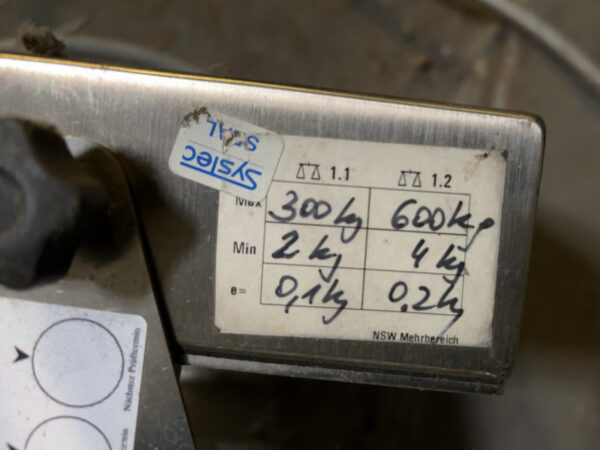 SysTec
SEAL
1.1 1.2
Max 300 kg 600 kg
Min 2 kg 4 kg
e = 0,1 kg 0,2 kg
NSW Mehrbereich
Nächster Prüftermin